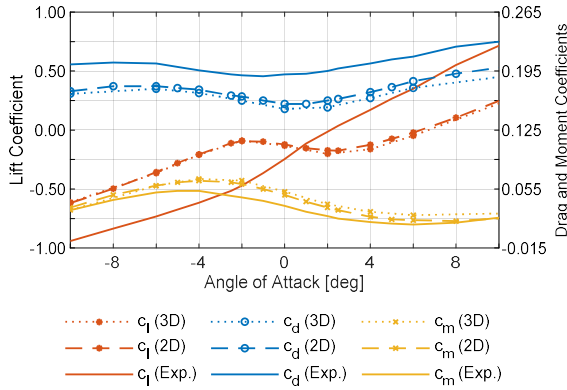 1.00
0.50
0.00
-0.50
-1.00
Lift Coefficient
0.265
0.195
0.125
0.055
-0.015
Drag and Moment Coefficients
-8 -4 0 4 8
Angle of Attack [deg]
c_l (3D) c_d (3D) c_m (3D)
c_l (2D) c_d (2D) c_m (2D)
c_l (Exp.) c_d (Exp.) c_m (Exp.)